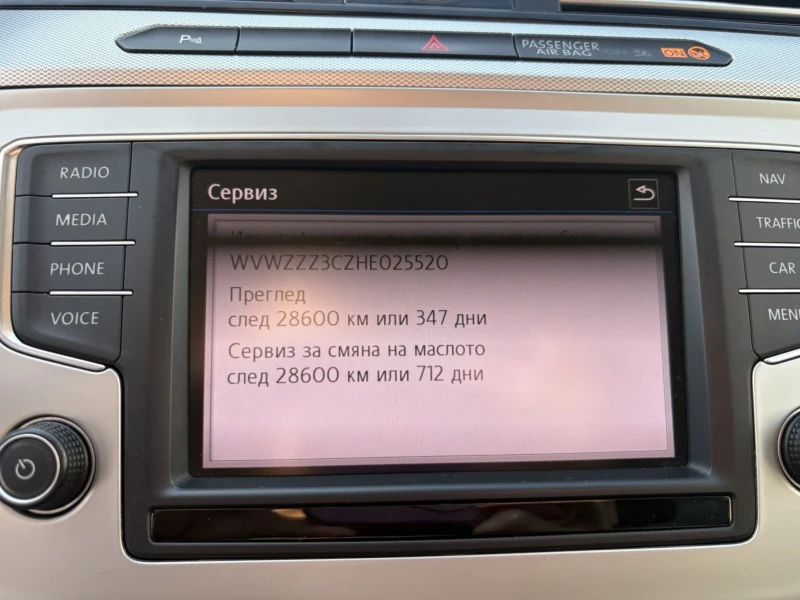 P
PASSENGER
AIR BAG OFF ON
RADIO
MEDIA
PHONE
VOICE
Сервиз
WVWZZZ3CZHE025520
Преглед
след 28600 км или 347 дни
Сервиз за смяна на маслото
след 28600 км или 712 дни
NAV
TRAFFIC
CAR
MENU